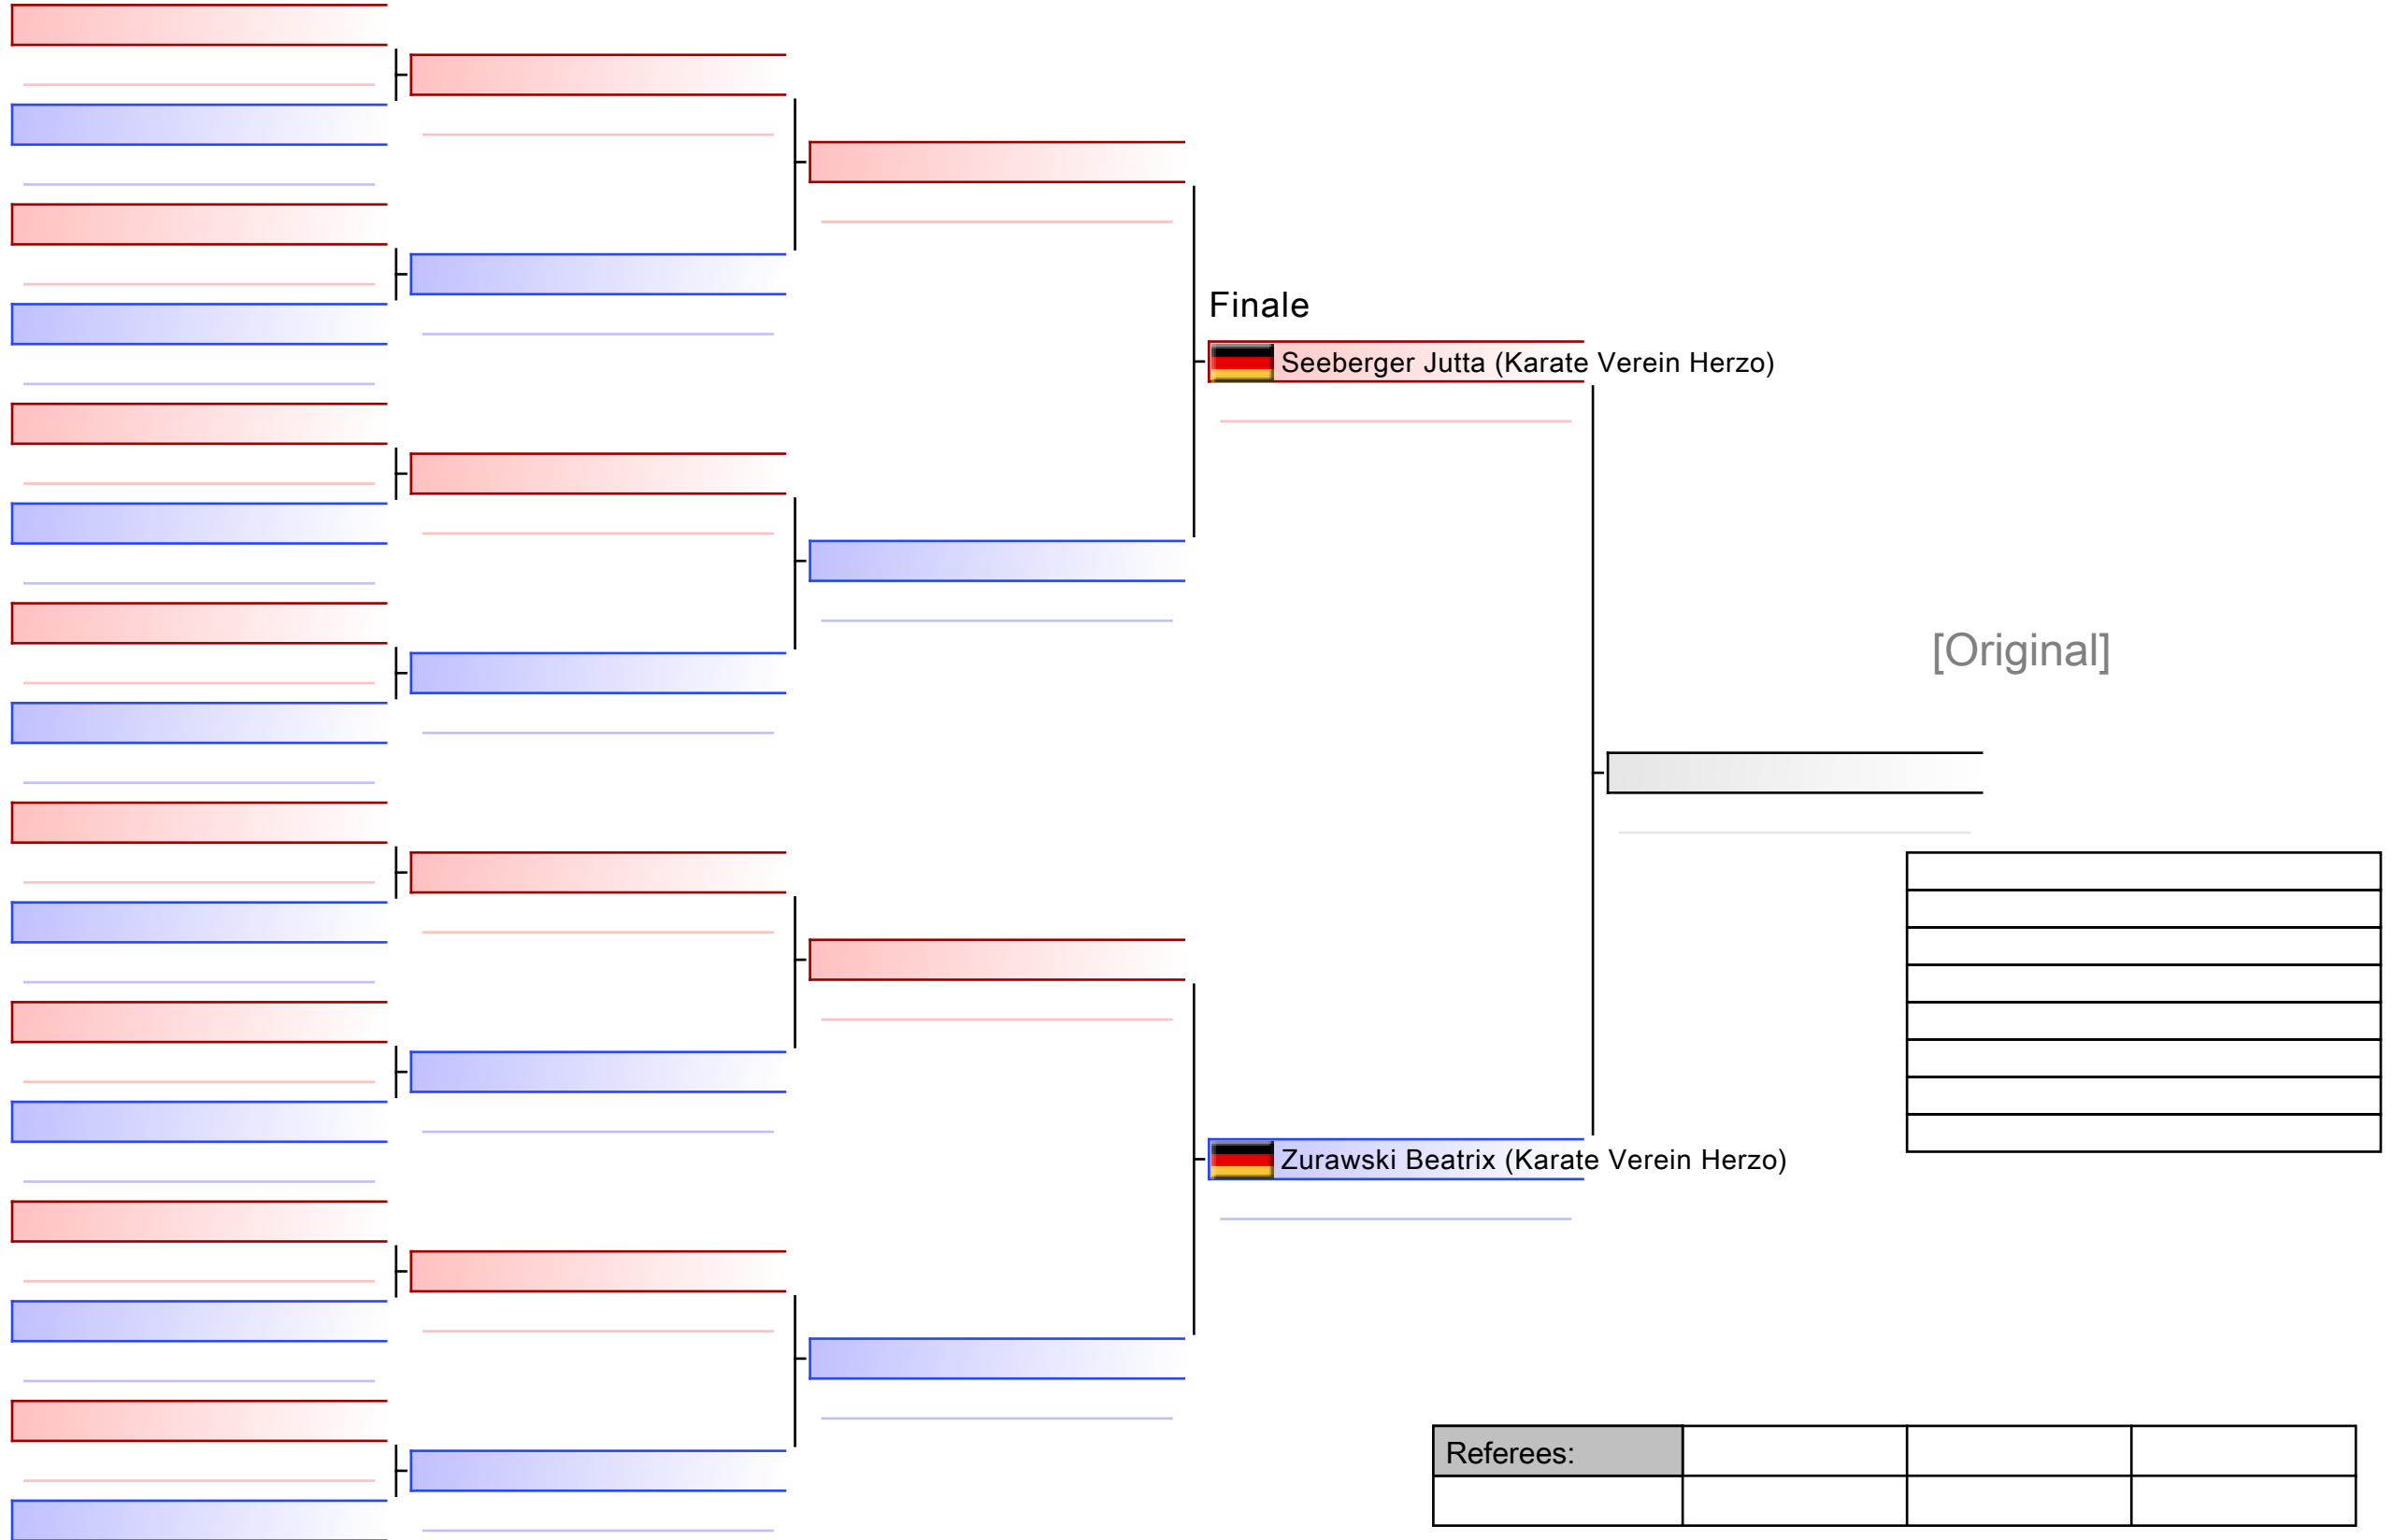 Finale
Seeberger Jutta (Karate Verein Herzo)
[Original]
Zurawski Beatrix (Karate Verein Herzo)
Referees: